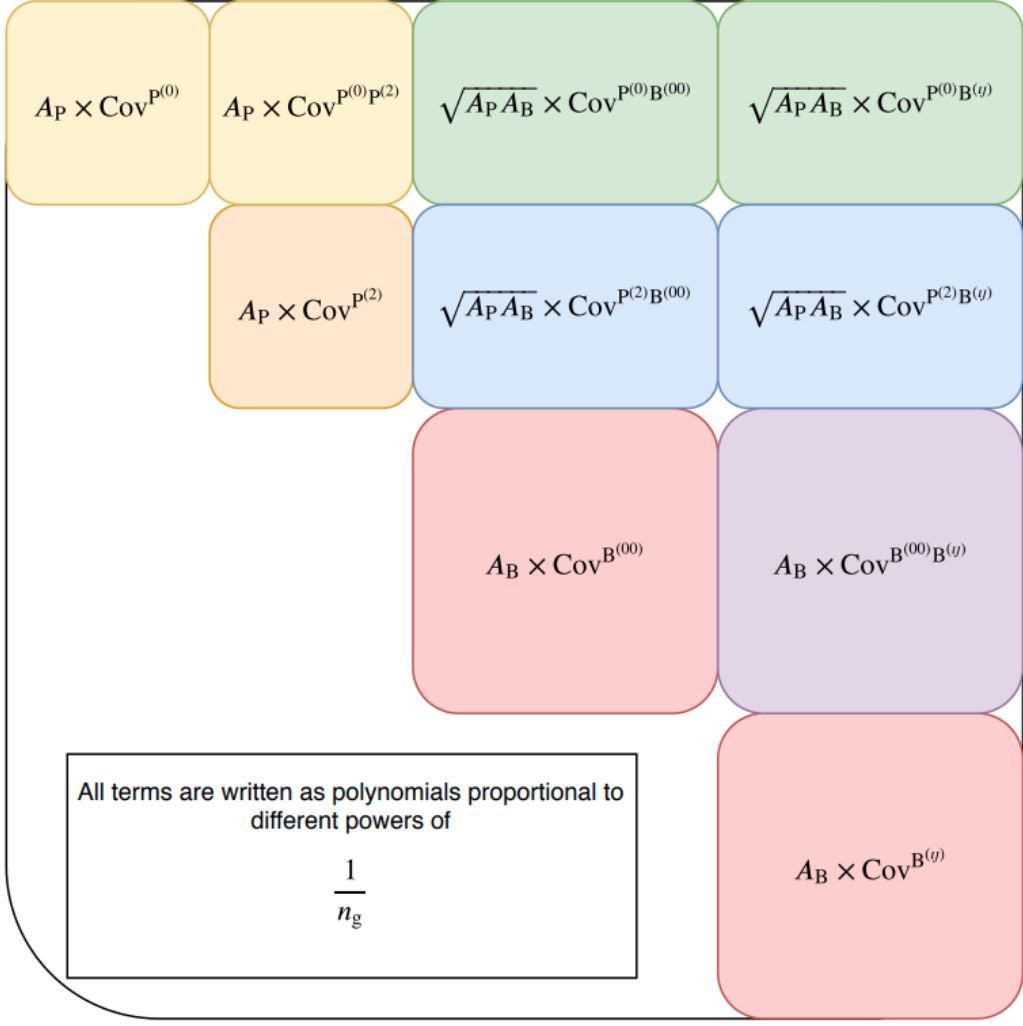 A_P × Cov^{P^{(0)}}
A_P × Cov^{P^{(0)}P^{(2)}}
√(A_P A_B) × Cov^{P^{(0)}B^{(00)}}
√(A_P A_B) × Cov^{P^{(0)}B^{(ij)}}
A_P × Cov^{P^{(2)}}
√(A_P A_B) × Cov^{P^{(2)}B^{(00)}}
√(A_P A_B) × Cov^{P^{(2)}B^{(ij)}}
A_B × Cov^{B^{(00)}}
A_B × Cov^{B^{(00)}B^{(ij)}}
All terms are written as polynomials proportional to
different powers of
1
n_g
A_B × Cov^{B^{(ij)}}